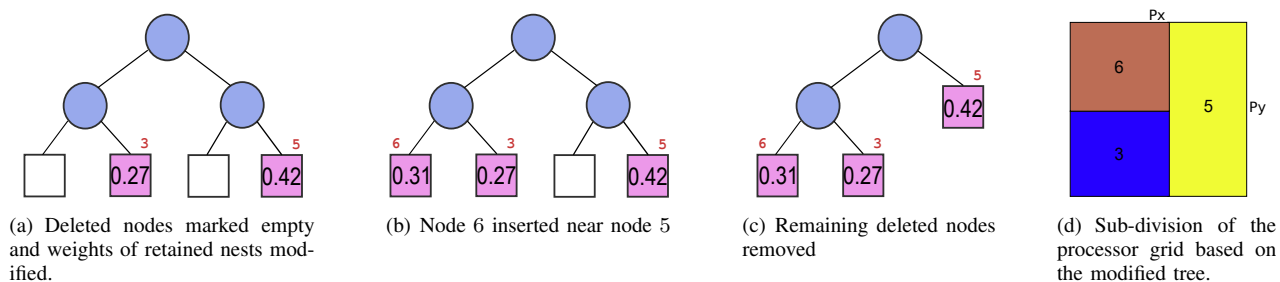 3
5
0.27
0.42
(a) Deleted nodes marked empty
and weights of retained nests mod-
ified.
6
3
5
0.31
0.27
0.42
(b) Node 6 inserted near node 5
5
0.42
6
3
0.31
0.27
(c) Remaining deleted nodes
removed
Px
6
5
Py
3
(d) Sub-division of the
processor grid based on
the modified tree.